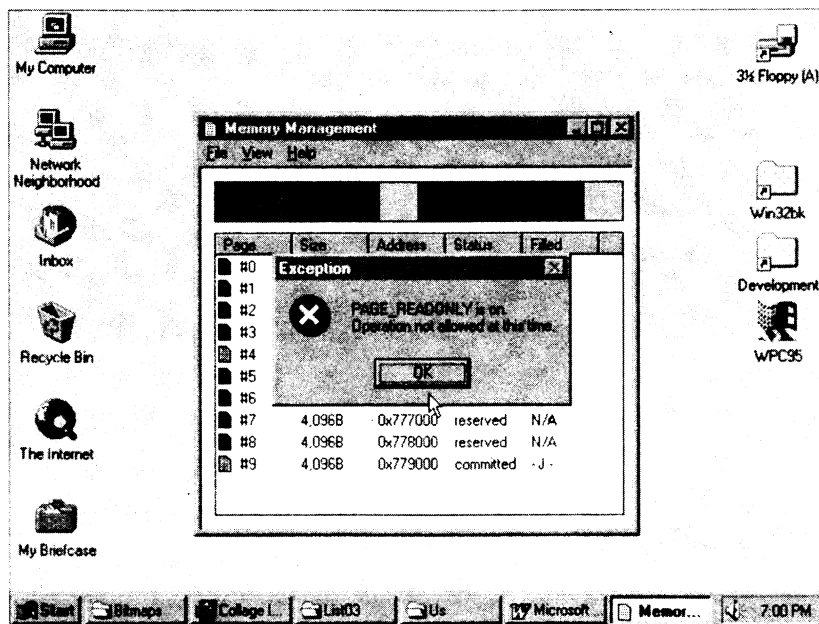 My Computer
Network
Neighborhood
Inbox
Recycle Bin
The Internet
My Briefcase
3½ Floppy (A)
Win32bk
Development
WPC95
Memory Management
File View Help
Page Size Address Status Filled
#0
#1
#2
#3
#4
#5
#6
#7 4,096B 0x777000 reserved N/A
#8 4,096B 0x778000 reserved N/A
#9 4,096B 0x779000 committed - J -
Exception
PAGE_READONLY is on.
Operation not allowed at this time.
OK
Start Bitmaps Collage I... List03 Us Microsoft ... Memor... 7:00 PM